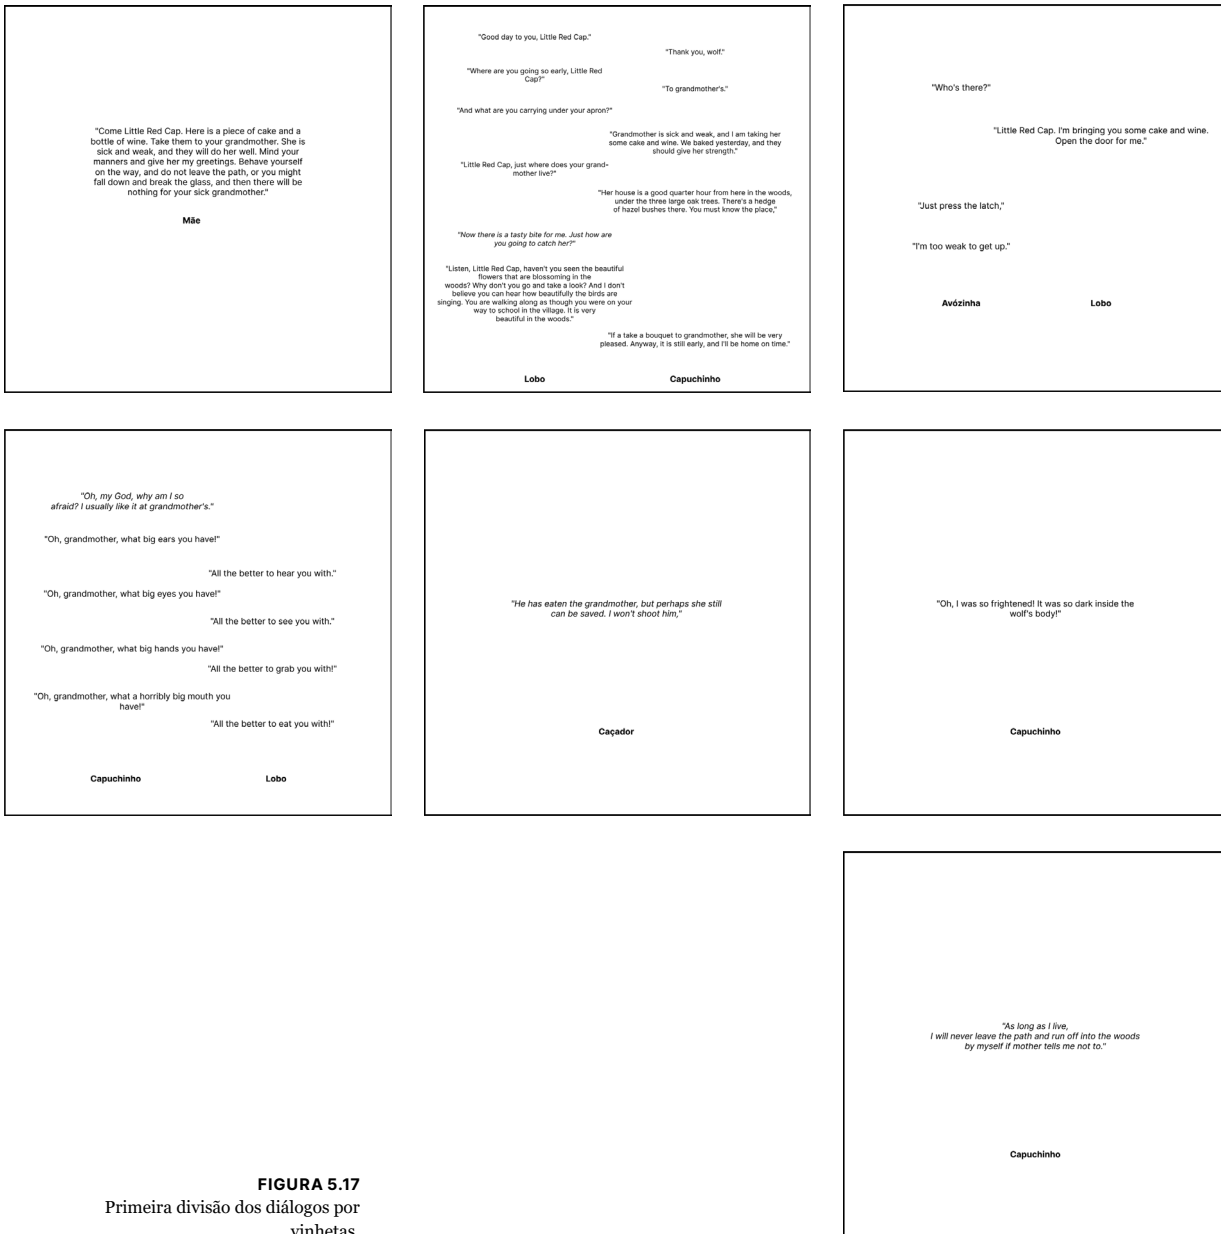 "Come Little Red Cap. Here is a piece of cake and a
bottle of wine. Take them to your grandmother. She is
sick and weak, and they will do her well. Mind your
manners and give her my greetings. Behave yourself
on the way, and do not leave the path, or you might
fall down and break the glass, and then there will be
nothing for your sick grandmother."
Mãe
"Good day to you, Little Red Cap."
"Thank you, wolf."
"Where are you going so early, Little Red
Cap?"
"To grandmother's."
"And what are you carrying under your apron?"
"Grandmother is sick and weak, and I am taking her
some cake and wine. We baked yesterday, and they
should give her strength."
"Little Red Cap, just where does your grand-
mother live?"
"Her house is a good quarter hour from here in the woods,
under the three large oak trees. There's a hedge
of hazel bushes there. You must know the place,"
"Now there is a tasty bite for me. Just how are
you going to catch her?"
"Listen, Little Red Cap, haven't you seen the beautiful
flowers that are blossoming in the
woods? Why don't you go and take a look? And I don't
believe you can hear how beautifully the birds are
singing. You are walking along as though you were on your
way to school in the village. It is very
beautiful in the woods."
"If a take a bouquet to grandmother, she will be very
pleased. Anyway, it is still early, and I'll be home on time."
Lobo
Capuchinho
"Who's there?"
"Little Red Cap. I'm bringing you some cake and wine.
Open the door for me."
"Just press the latch,"
"I'm too weak to get up."
Avózinha
Lobo
"Oh, my God, why am I so
afraid? I usually like it at grandmother's."
"Oh, grandmother, what big ears you have!"
"All the better to hear you with."
"Oh, grandmother, what big eyes you have!"
"All the better to see you with."
"Oh, grandmother, what big hands you have!"
"All the better to grab you with!"
"Oh, grandmother, what a horribly big mouth you
have!"
"All the better to eat you with!"
Capuchinho
Lobo
"He has eaten the grandmother, but perhaps she still
can be saved. I won't shoot him,"
Caçador
"Oh, I was so frightened! It was so dark inside the
wolf's body!"
Capuchinho
"As long as I live,
I will never leave the path and run off into the woods
by myself if mother tells me not to."
Capuchinho
FIGURA 5.17
Primeira divisão dos diálogos por
vinhetas.